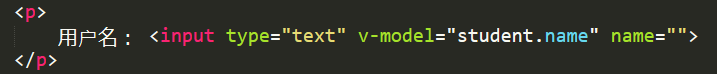 <p>
用户名： <input type="text" v-model="student.name" name="">
</p>